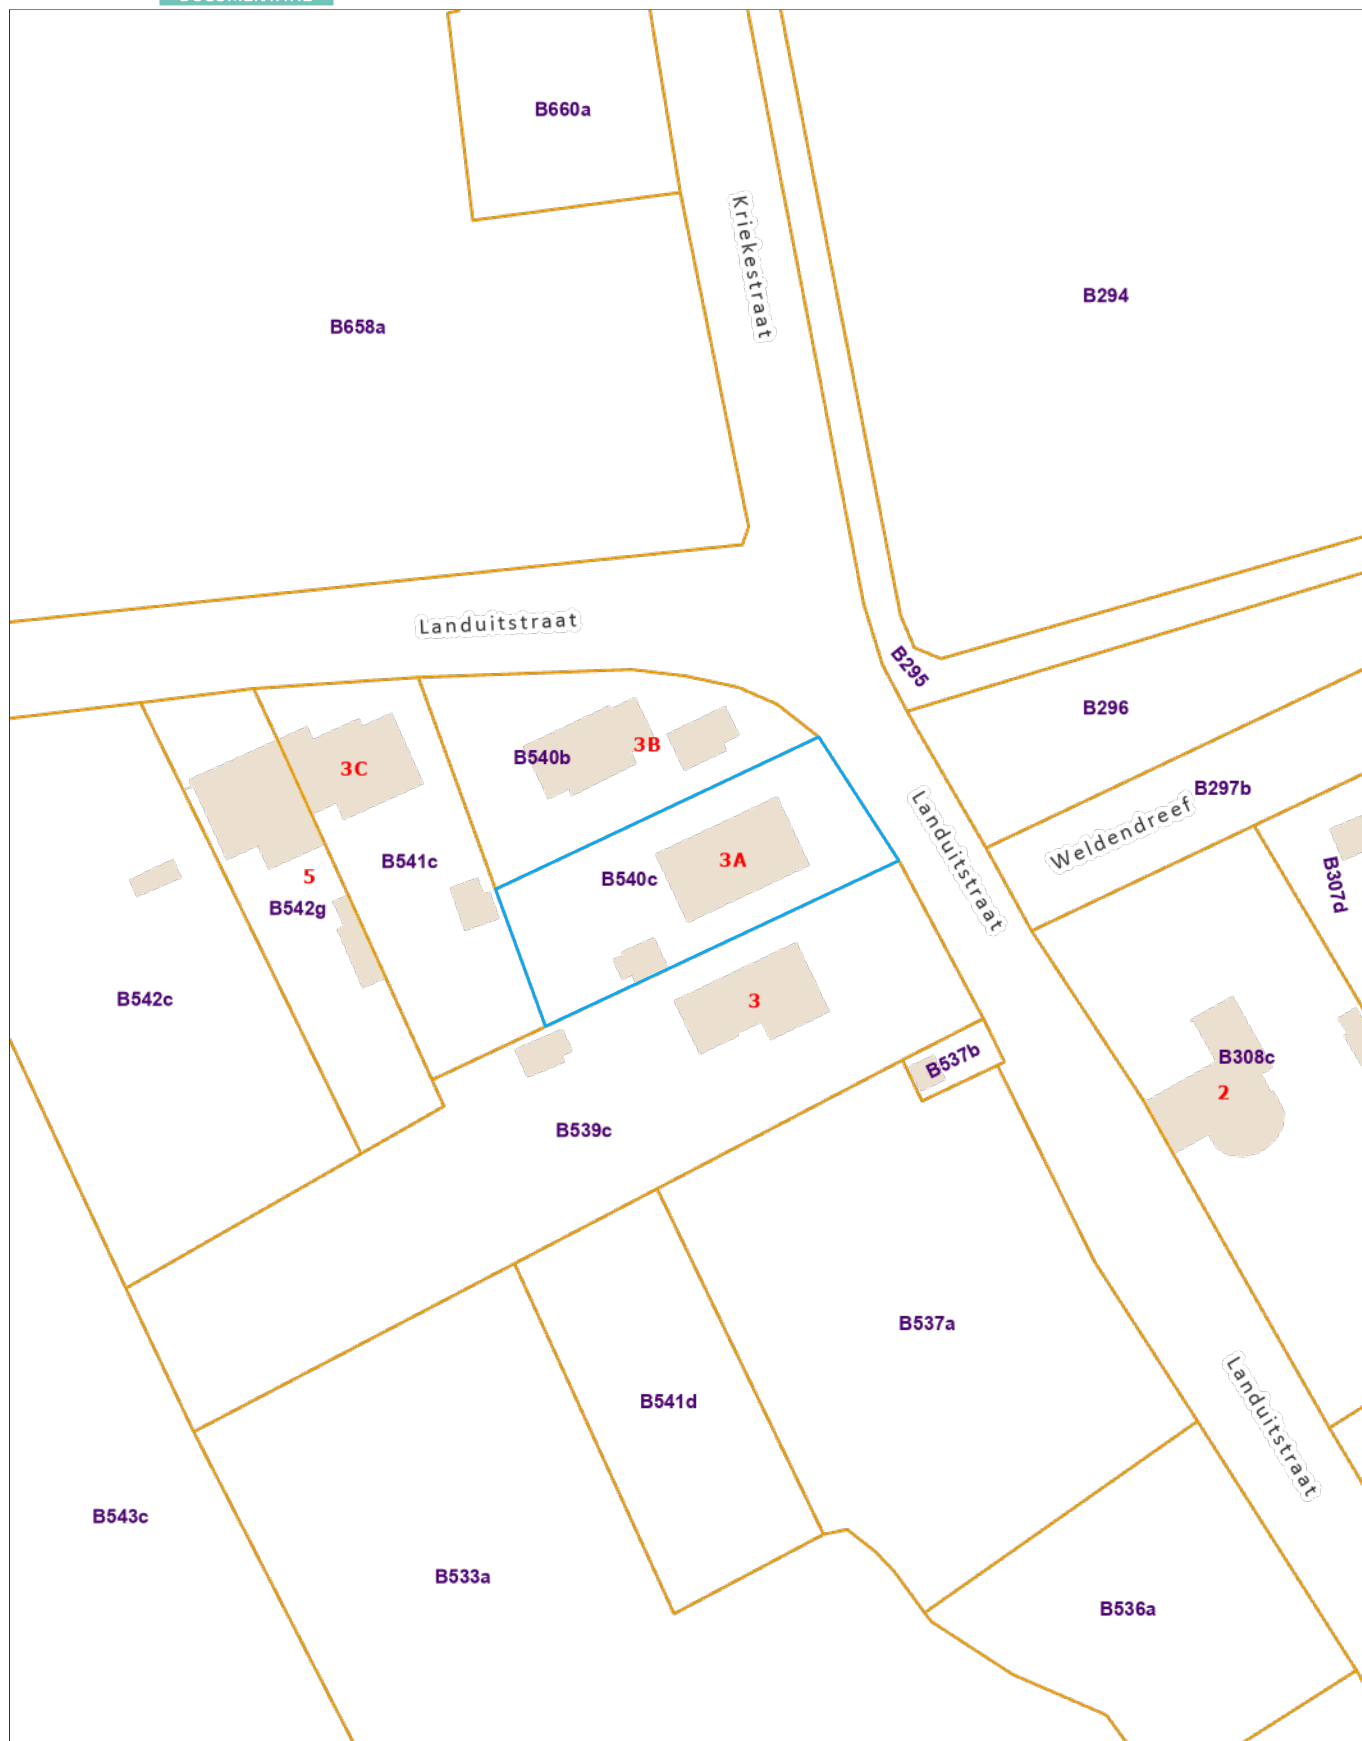 B660a
Kriekestraat
B294
B658a
Landuitstraat
B295
B296
3B
B540b
3C
B297b
Weldendreef
Landuitstraat
3A
B541c
B540c
5
B542g
B307d
B542c
3
B537b
B308c
2
B539c
B537a
B541d
Landuitstraat
B543c
B533a
B536a